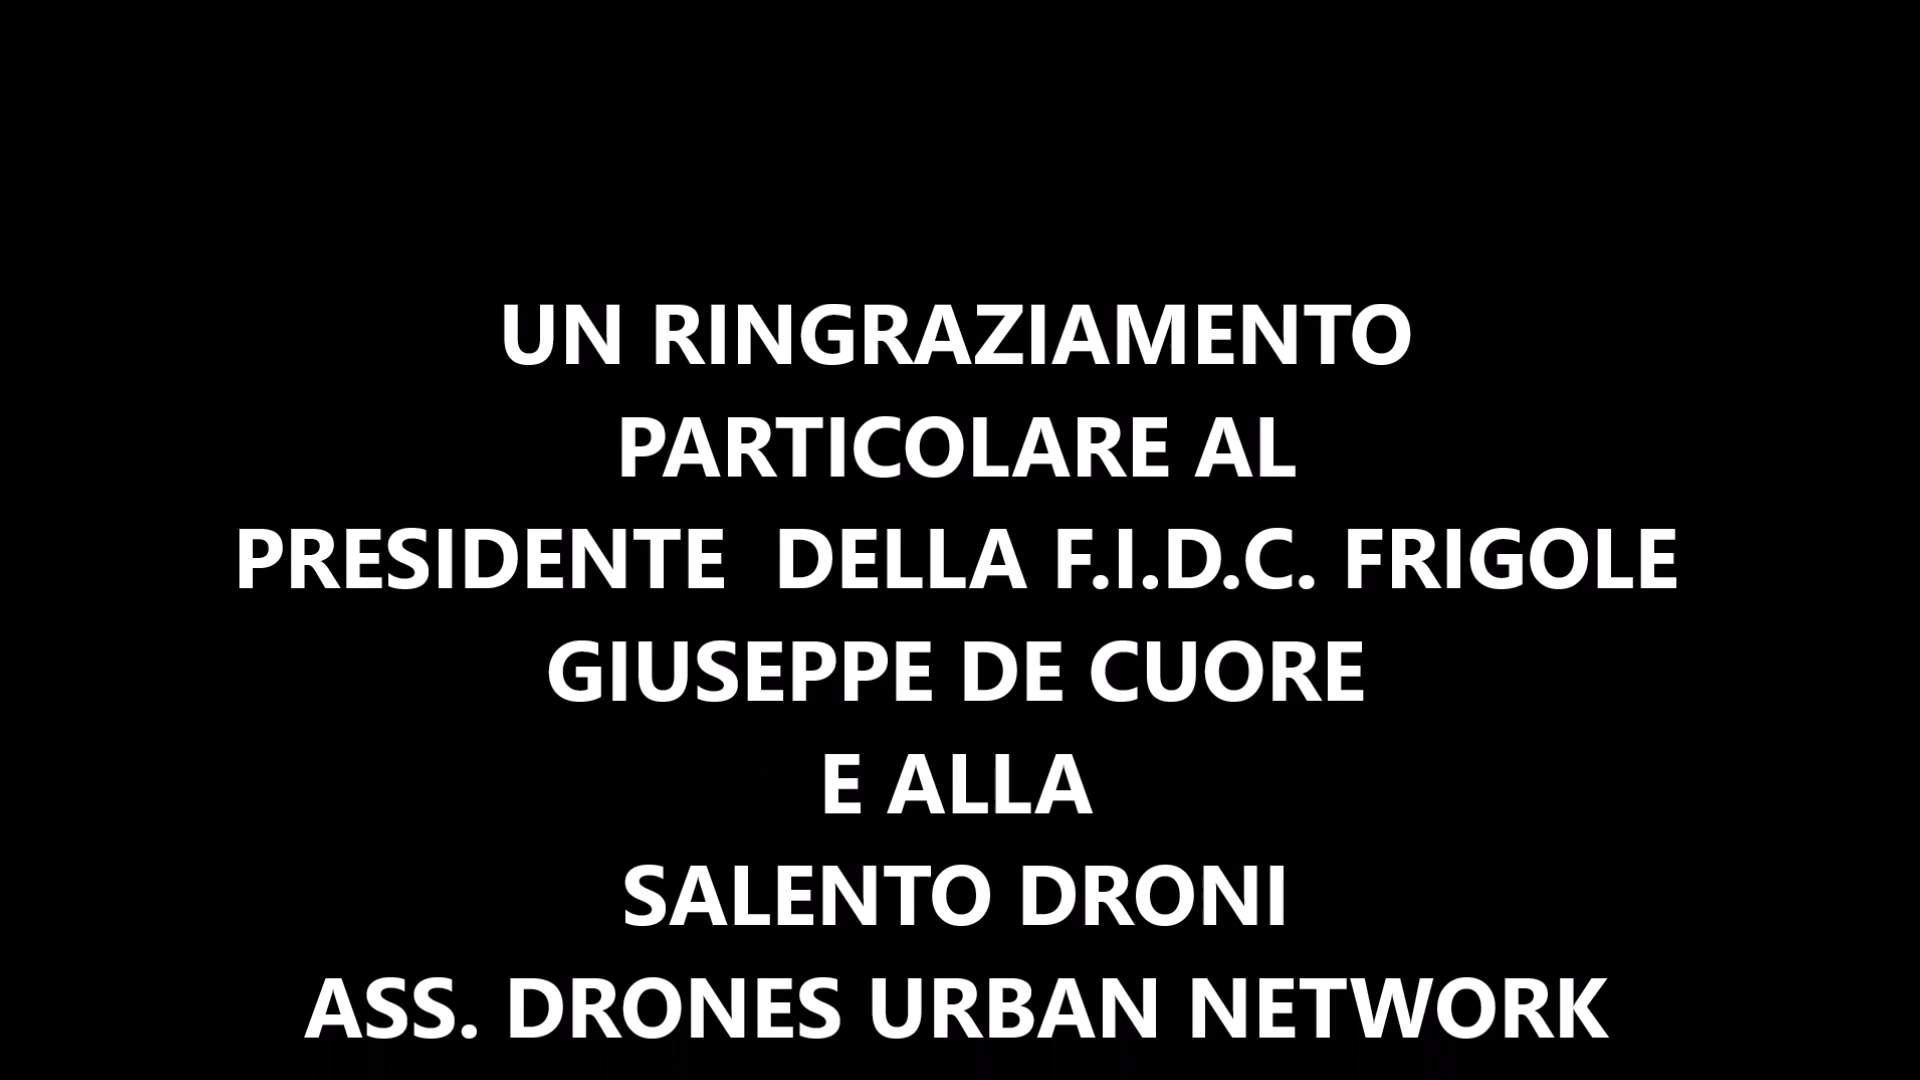 UN RINGRAZIAMENTO
PARTICOLARE AL
PRESIDENTE  DELLA F.I.D.C. FRIGOLE
GIUSEPPE DE CUORE
E ALLA
SALENTO DRONI
ASS. DRONES URBAN NETWORK